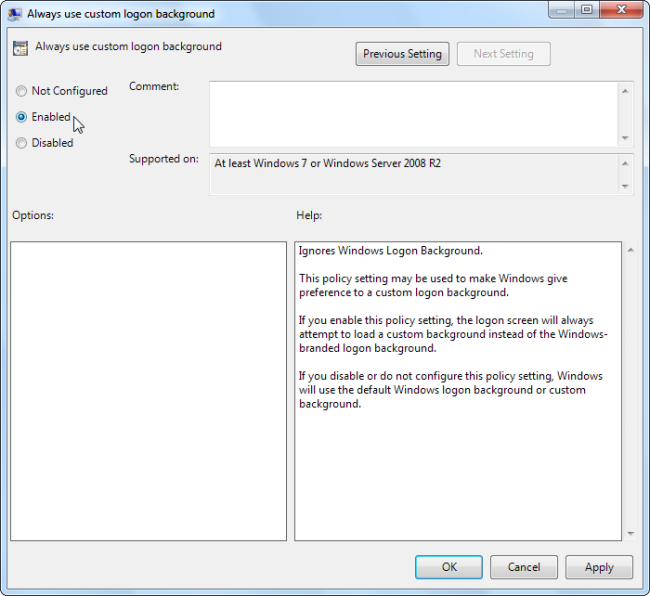 Always use custom logon background
Always use custom logon background
Previous Setting
Next Setting
Not Configured
Comment:
Enabled
Disabled
Supported on:
At least Windows 7 or Windows Server 2008 R2
Options:
Help:
Ignores Windows Logon Background.
This policy setting may be used to make Windows give
preference to a custom logon background.
If you enable this policy setting, the logon screen will always
attempt to load a custom background instead of the Windows-
branded logon background.
If you disable or do not configure this policy setting, Windows
will use the default Windows logon background or custom
background.
OK
Cancel
Apply